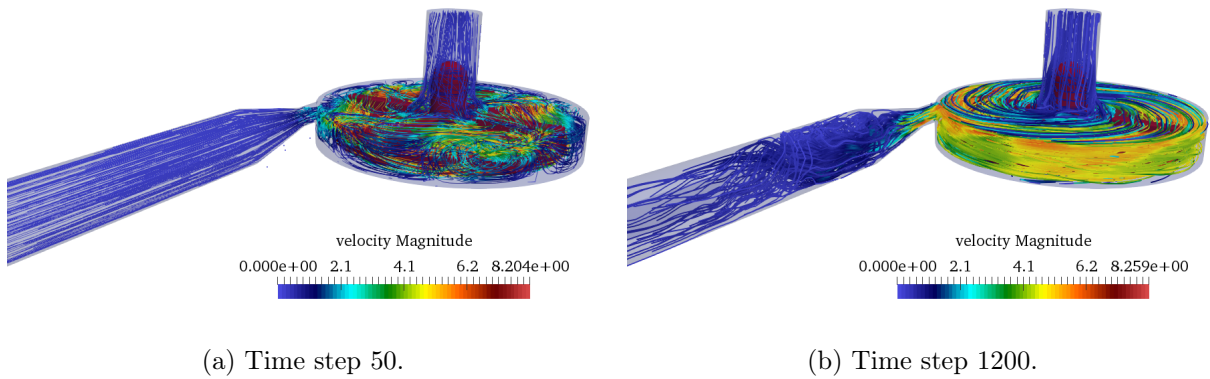 velocity Magnitude
0.000e+00 2.1 4.1 6.2 8.204e+00
(a) Time step 50.
velocity Magnitude
0.000e+00 2.1 4.1 6.2 8.259e+00
(b) Time step 1200.